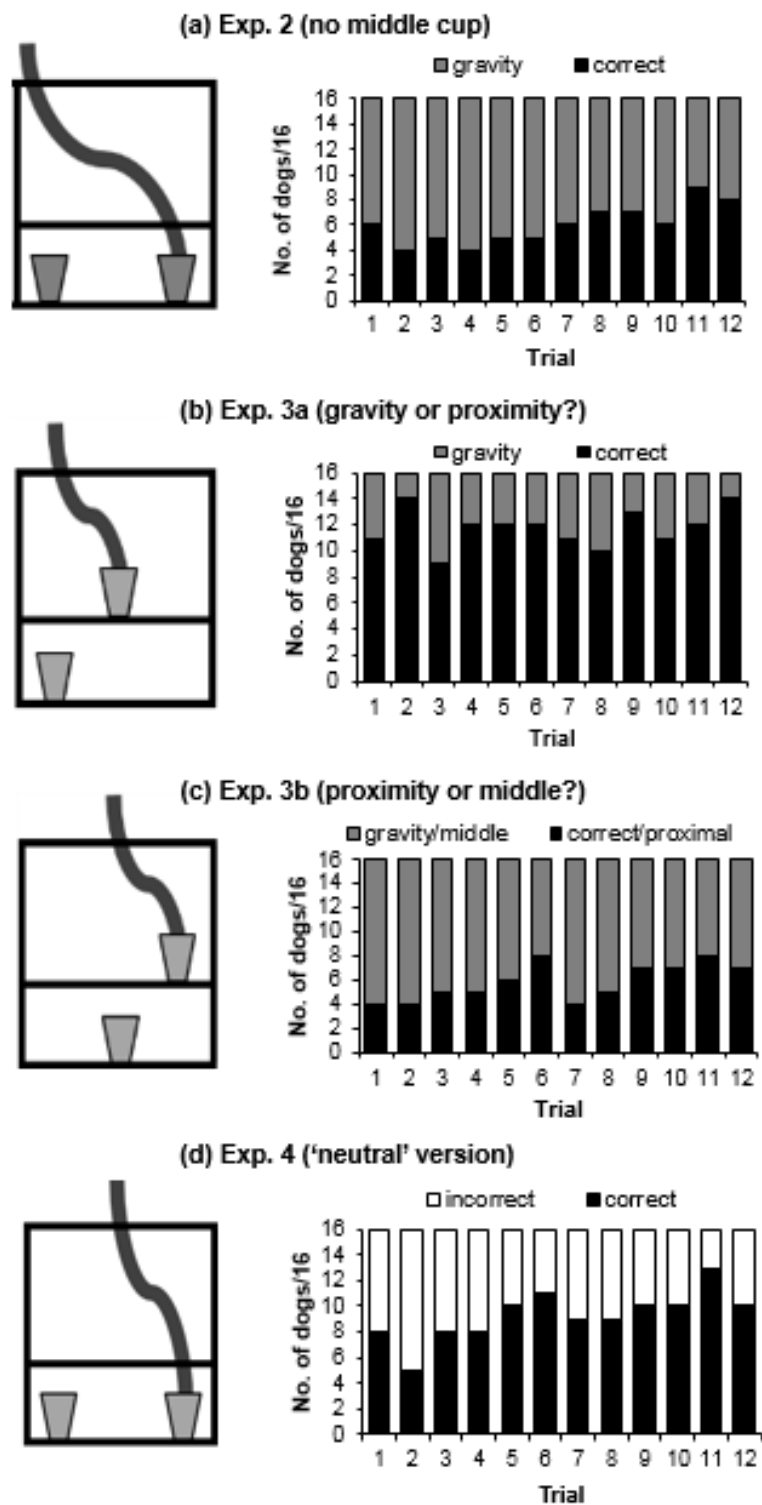 (a) Exp. 2 (no middle cup)
gravity correct
No. of dogs/16
16
14
12
10
8
6
4
2
0
1 2 3 4 5 6 7 8 9 10 11 12
Trial
(b) Exp. 3a (gravity or proximity?)
gravity correct
No. of dogs/16
16
14
12
10
8
6
4
2
0
1 2 3 4 5 6 7 8 9 10 11 12
Trial
(c) Exp. 3b (proximity or middle?)
gravity/middle correct/proximal
No. of dogs/16
16
14
12
10
8
6
4
2
0
1 2 3 4 5 6 7 8 9 10 11 12
Trial
(d) Exp. 4 (‘neutral’ version)
incorrect correct
No. of dogs/16
16
14
12
10
8
6
4
2
0
1 2 3 4 5 6 7 8 9 10 11 12
Trial